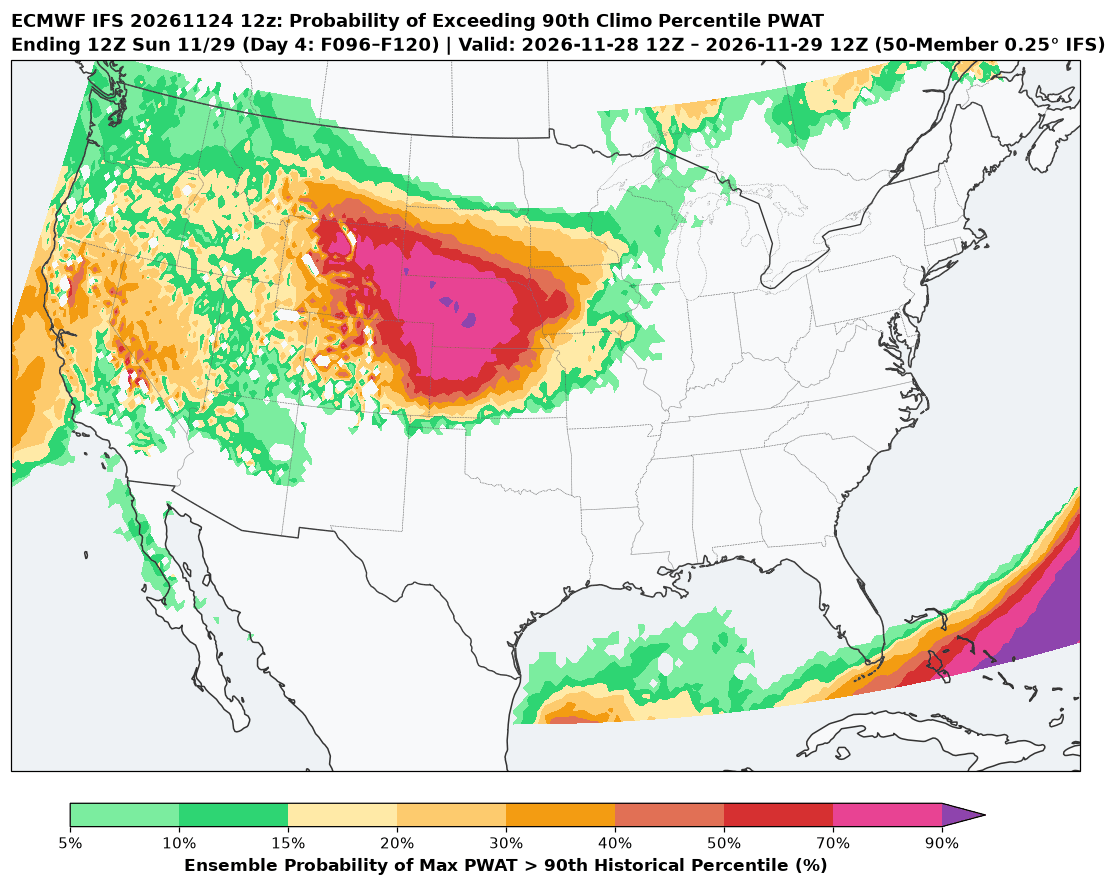 ECMWF IFS 20261124 12z: Probability of Exceeding 90th Climo Percentile PWAT
Ending 12Z Sun 11/29 (Day 4: F096–F120) | Valid: 2026-11-28 12Z – 2026-11-29 12Z (50-Member 0.25° IFS)
5% 10% 15% 20% 30% 40% 50% 70% 90%
Ensemble Probability of Max PWAT > 90th Historical Percentile (%)